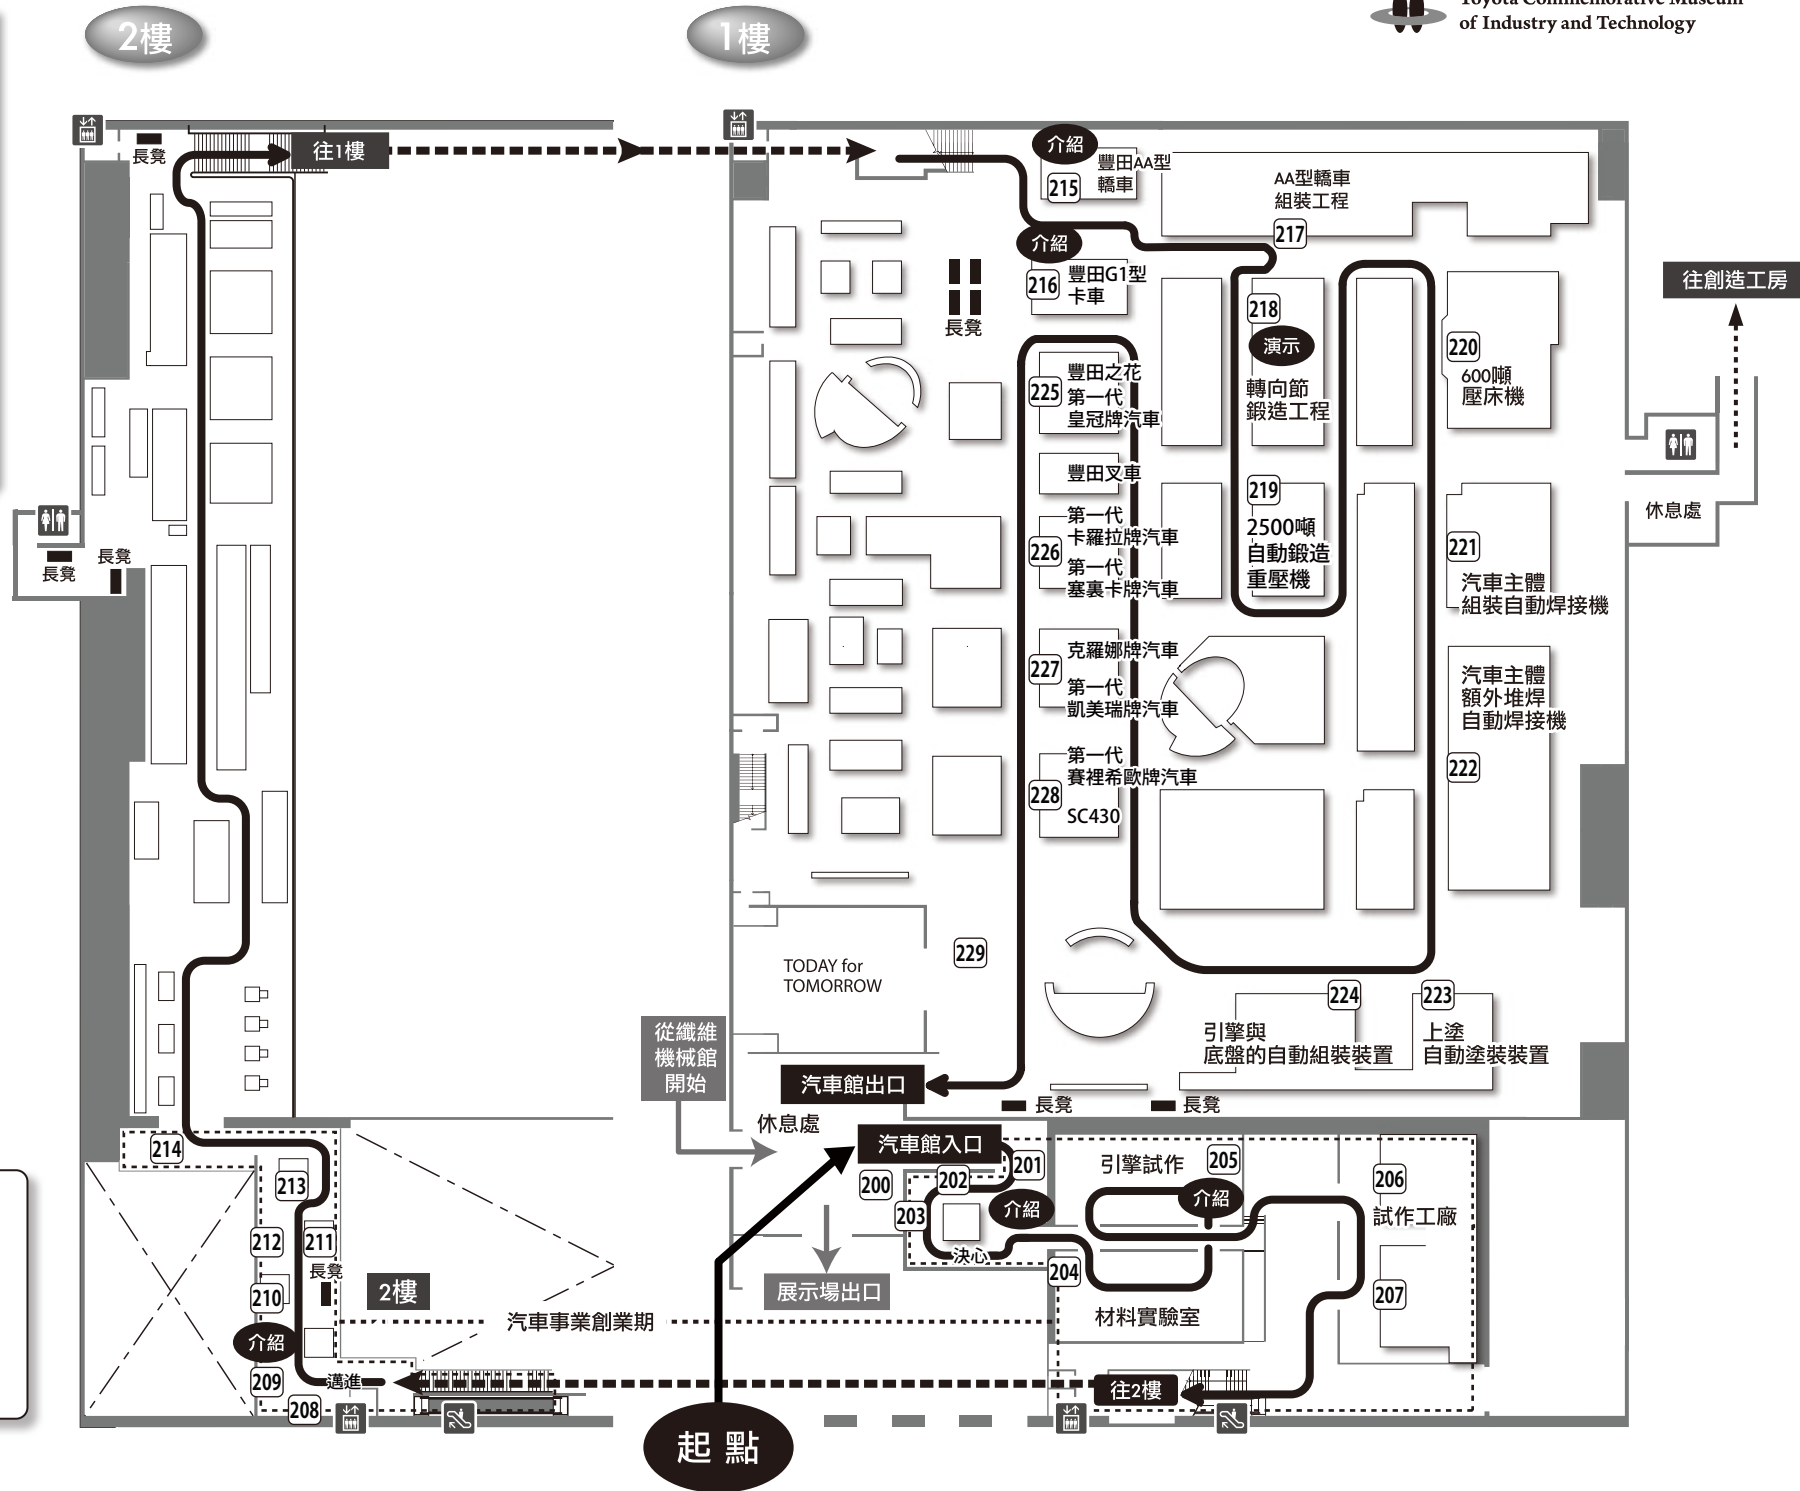 2樓
1樓
Toyota Commemorative Museum
of Industry and Technology
長凳
往1樓
介紹
豐田AA型
轎車
215
AA型轎車
組裝工程
217
介紹
216
豐田G1型
卡車
長凳
218
演示
轉向節
鍛造工程
220
600噸
壓床機
往創造工房
休息處
225
豐田之花
第一代
皇冠牌汽車
豐田叉車
226
第一代
卡羅拉牌汽車
第一代
塞裏卡牌汽車
219
2500噸
自動鍛造
重壓機
221
汽車主體
組裝自動焊接機
長凳
長凳
227
克羅娜牌汽車
第一代
凱美瑞牌汽車
汽車主體
額外堆焊
自動焊接機
222
第一代
賽裡希歐牌汽車
228
SC430
229
TODAY for
TOMORROW
224
引擎與
底盤的自動組裝裝置
223
上塗
自動塗裝裝置
從纖維
機械館
開始
汽車館出口
長凳
長凳
休息處
汽車館入口
200
201
202
203
介紹
決心
204
引擎試作
205
介紹
206
試作工廠
207
材料實驗室
展示場出口
214
213
212
211
長凳
210
介紹
209
208
邁進
2樓
汽車事業創業期
往2樓
起點